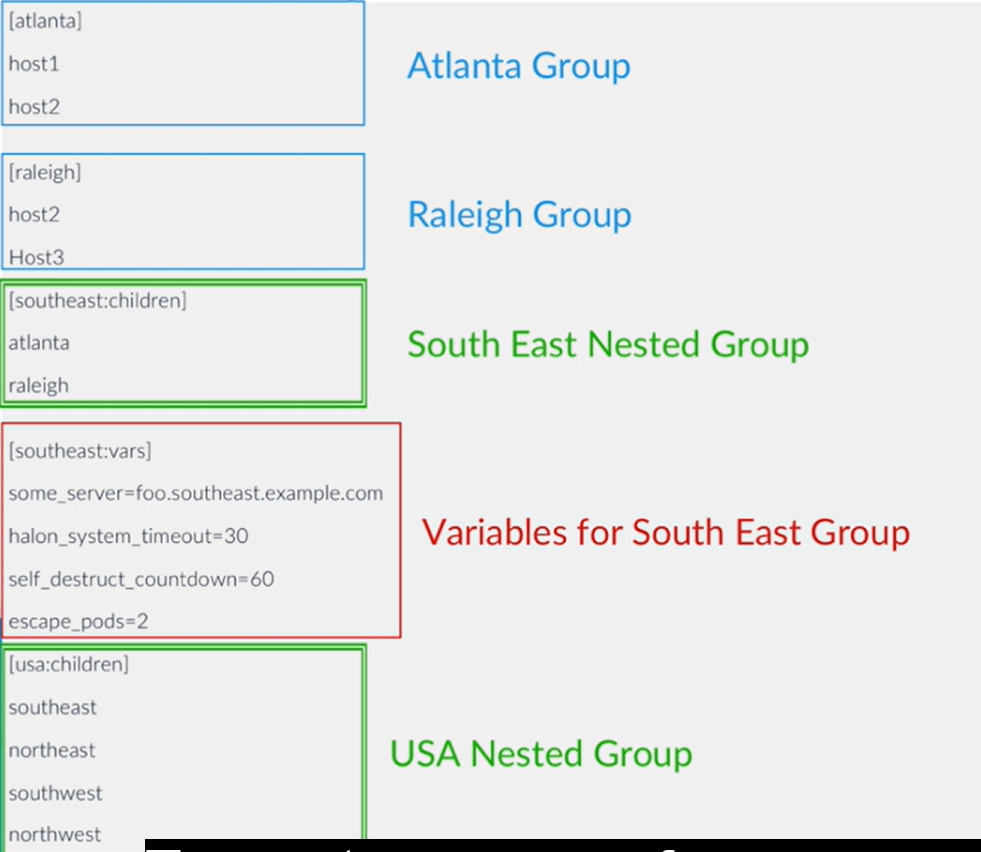 [atlanta]
host1
host2
Atlanta Group
[raleigh]
host2
Host3
Raleigh Group
[southeast:children]
atlanta
raleigh
South East Nested Group
[southeast:vars]
some_server=foo.southeast.example.com
halon_system_timeout=30
self_destruct_countdown=60
escape_pods=2
Variables for South East Group
[usa:children]
southeast
northeast
southwest
northwest
USA Nested Group